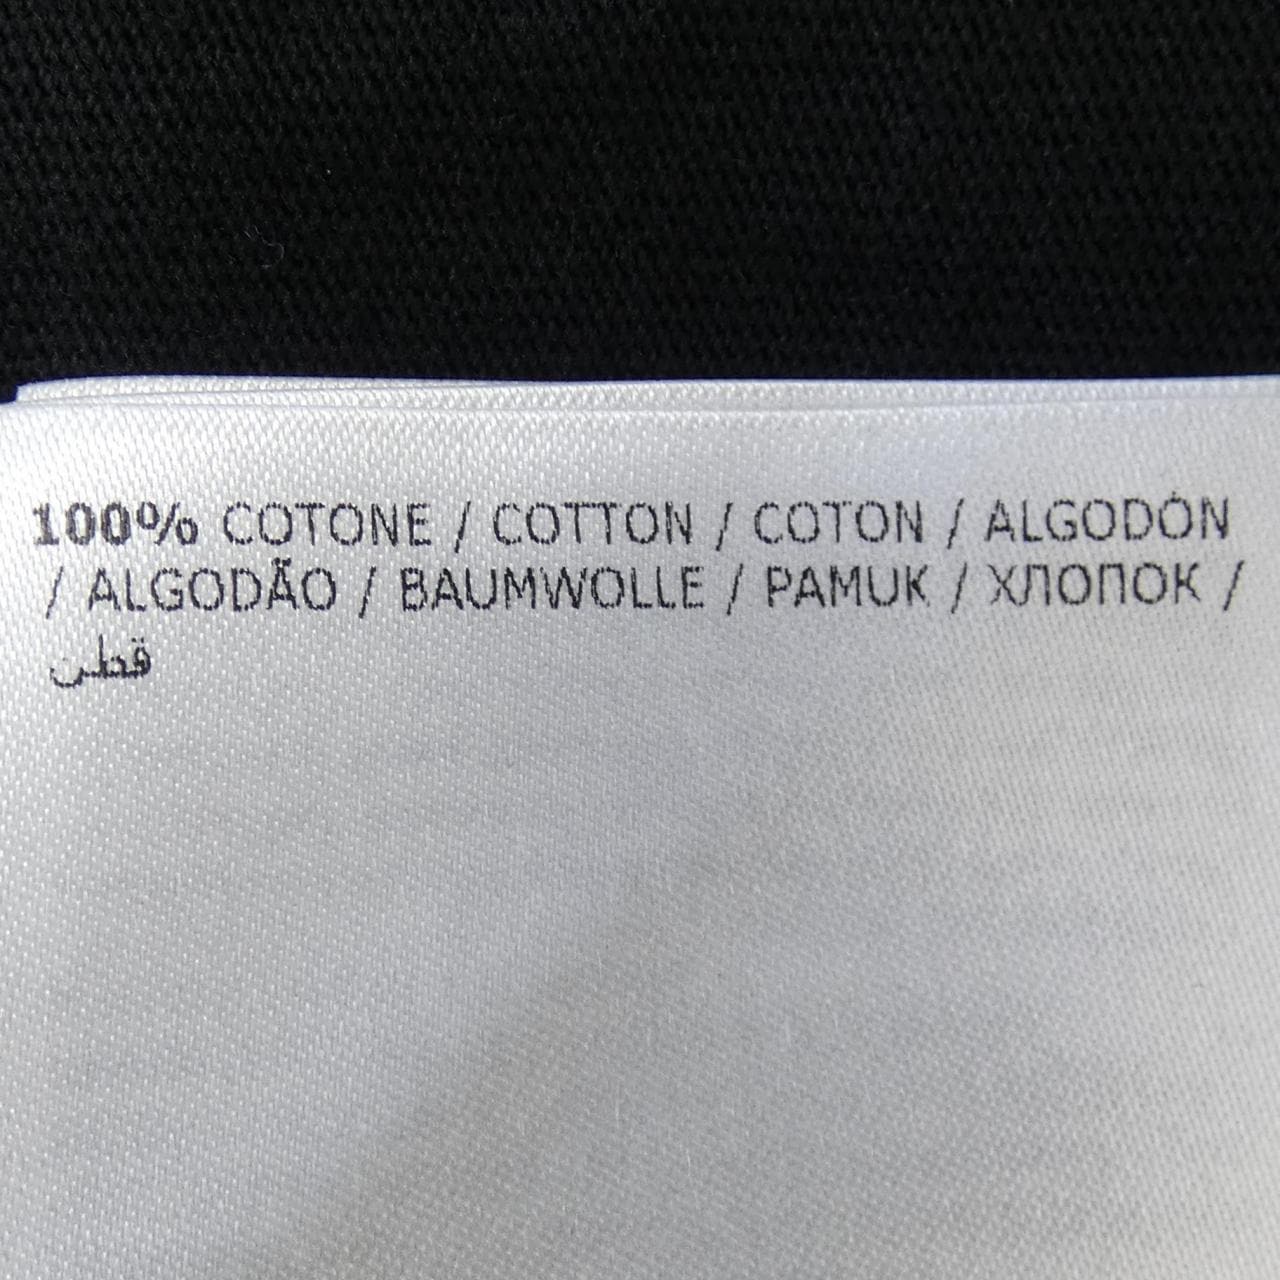 100% COTONE / COTTON / COTON / ALGODÓN
/ ALGODÃO / BAUMWOLLE / PAMUK / ХЛОПОК /
قطن